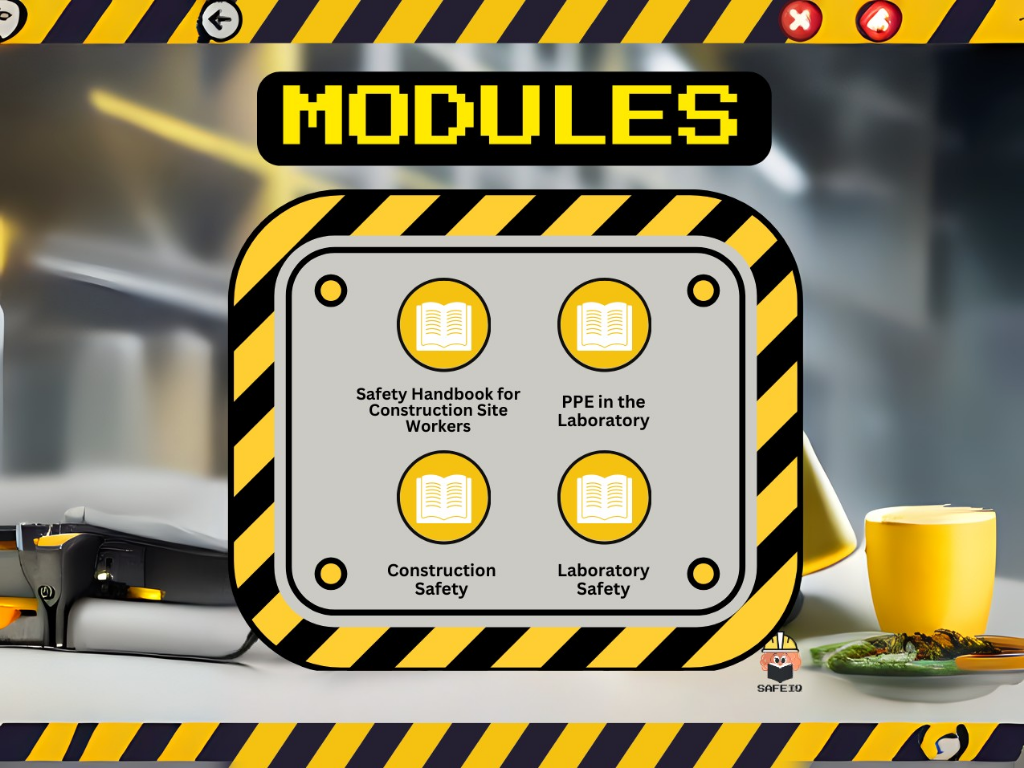 MODULES
Safety Handbook for
Construction Site
Workers
PPE in the
Laboratory
Construction
Safety
Laboratory
Safety
SAFEIQ